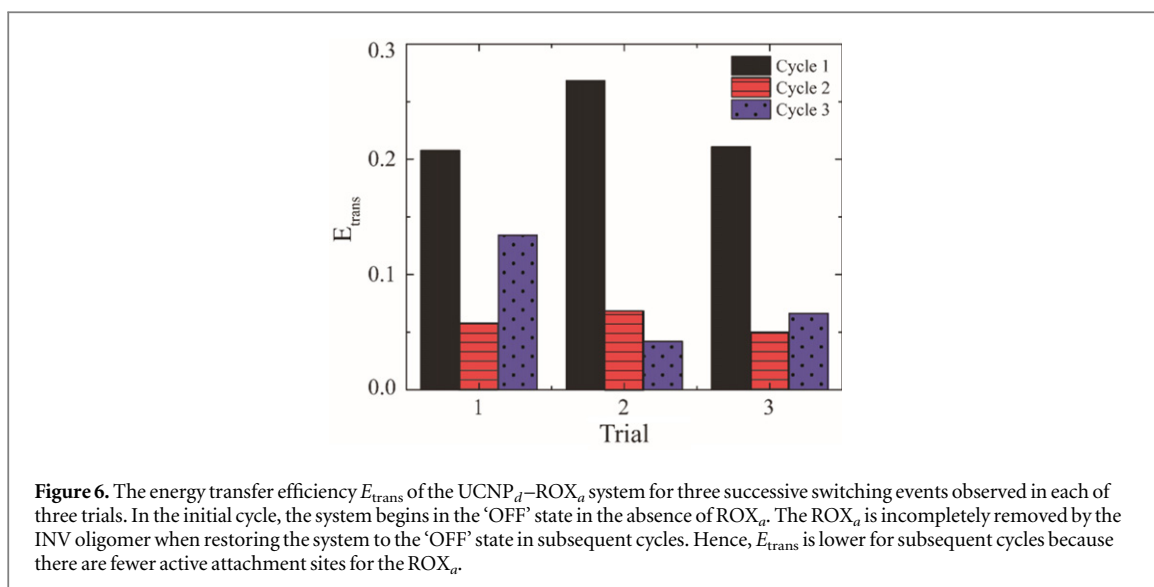 0.3
0.2
0.1
0.0
E_trans
Cycle 1
Cycle 2
Cycle 3
1 2 3
Trial
Figure 6. The energy transfer efficiency E_trans of the UCNP_d–ROX_a system for three successive switching events observed in each of
three trials. In the initial cycle, the system begins in the ‘OFF’ state in the absence of ROX_a. The ROX_a is incompletely removed by the
INV oligomer when restoring the system to the ‘OFF’ state in subsequent cycles. Hence, E_trans is lower for subsequent cycles because
there are fewer active attachment sites for the ROX_a.